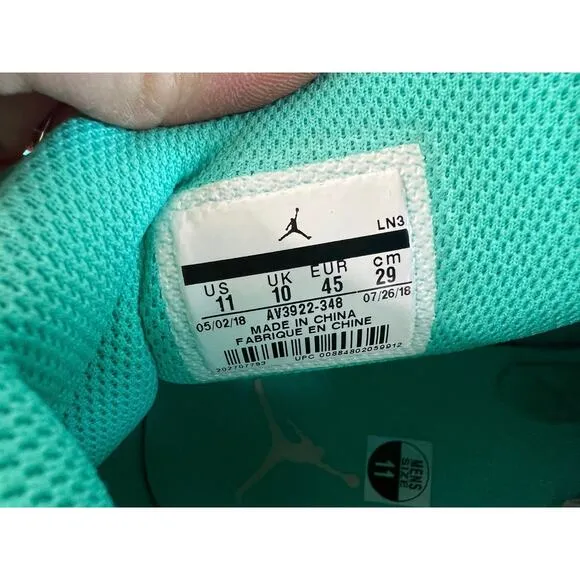 LN3
US UK EUR cm
11 10 45 29
05/02/18 AV3922-348 07/26/18
MADE IN CHINA
FABRIQUE EN CHINE
202707793 UPC 00884802059912
MENS
SIZE
11